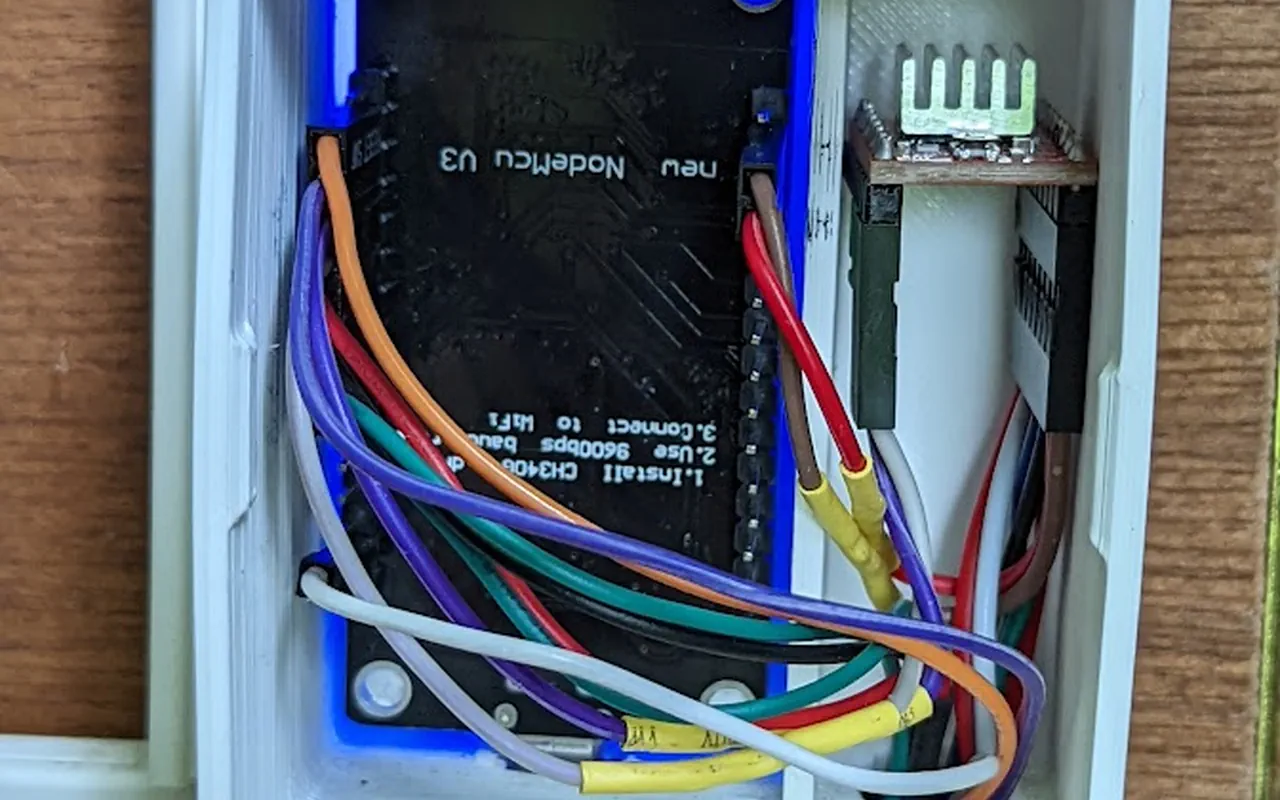 new NodeMcu V3
1.Install CH340G
2.Use 9600bps
3.Connect to WiFi